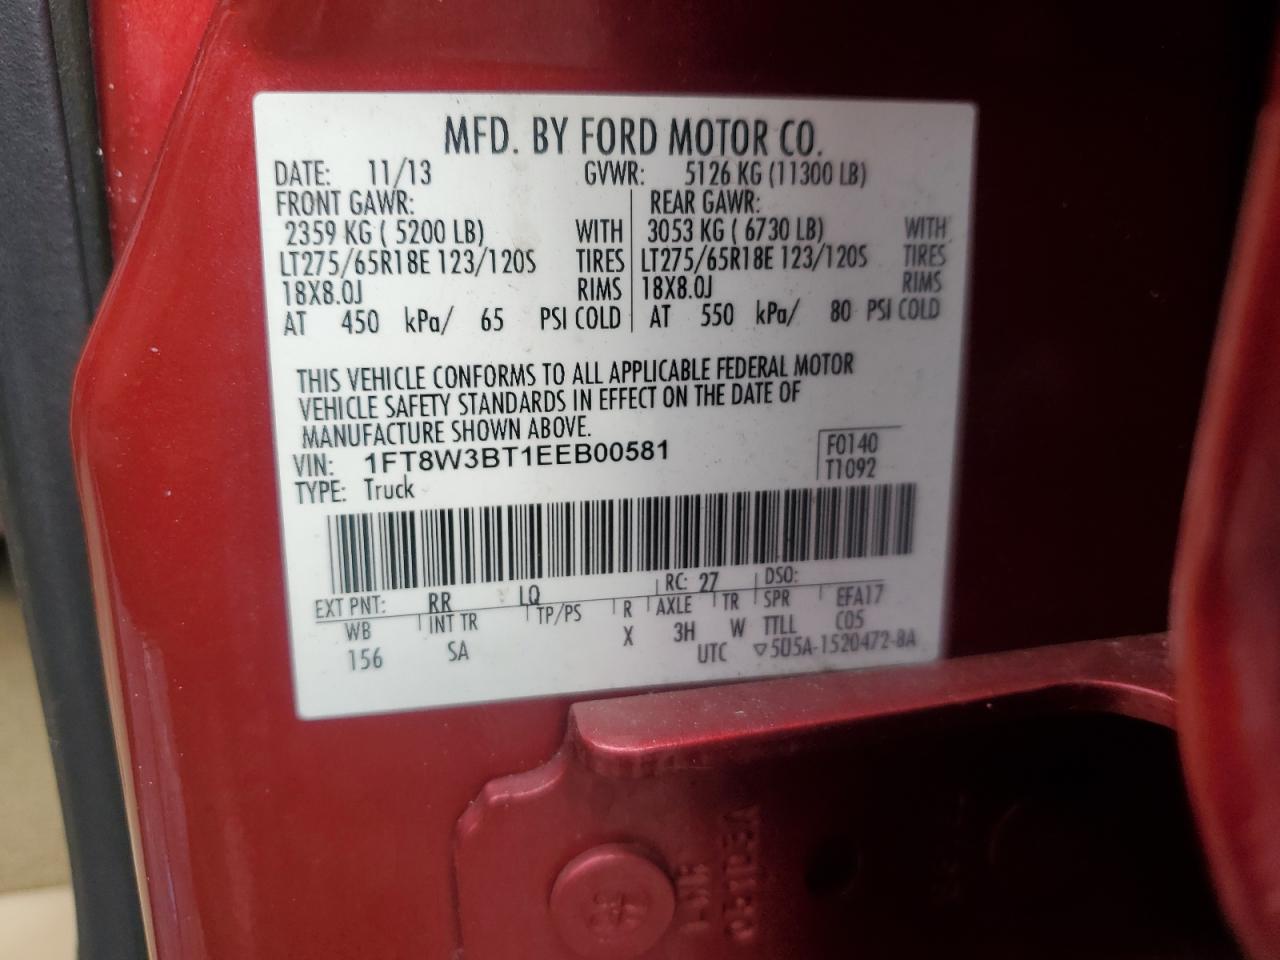 MFD. BY FORD MOTOR CO.
DATE: 11/13 GVWR: 5126 KG (11300 LB)
FRONT GAWR: REAR GAWR:
2359 KG ( 5200 LB) WITH 3053 KG ( 6730 LB) WITH
LT275/65R18E 123/120S TIRES LT275/65R18E 123/120S TIRES
18X8.0J RIMS 18X8.0J RIMS
AT 450 kPa/ 65 PSI COLD AT 550 kPa/ 80 PSI COLD
THIS VEHICLE CONFORMS TO ALL APPLICABLE FEDERAL MOTOR
VEHICLE SAFETY STANDARDS IN EFFECT ON THE DATE OF
MANUFACTURE SHOWN ABOVE.
VIN: 1FT8W3BT1EEB00581 F0140
TYPE: Truck T1092
EXT PNT: RR LQ RC: 27 DSO:
WB INT TR TP/PS R AXLE TR SPR EFA17
156 SA X 3H W TTLL C05
UTC ▽5D5A-1520472-8A